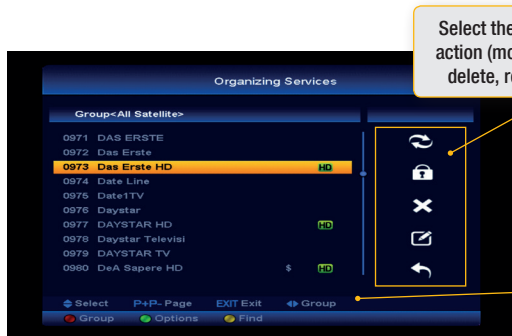 Select the
action (mo
delete, r
Organizing Services
Group<All Satellite>
0971 DAS ERSTE
0972 Das Erste
0973 Das Erste HD HD
0974 Date Line
0975 Date1TV
0976 Daystar
0977 DAYSTAR HD HD
0978 Daystar Televisi
0979 DAYSTAR TV
0980 DeA Sapere HD $ HD
Select P+P- Page EXIT Exit Group
Group Options Find